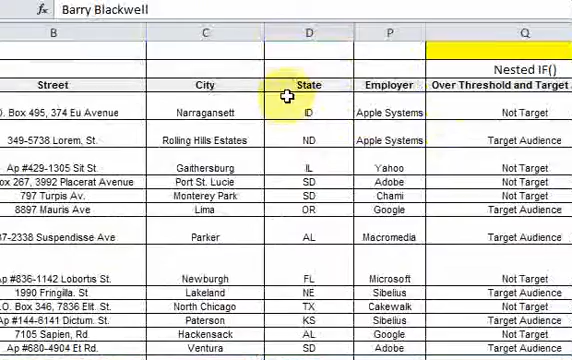 fx Barry Blackwell
B C D P Q
Nested IF()
Street City State Employer Over Threshold and Target
O. Box 495, 374 Eu Avenue Narragansett ID Apple Systems Not Target
349-5738 Lorem, St. Rolling Hills Estates ND Apple Systems Target Audience
Ap #429-1305 Sit St. Gaithersburg IL Yahoo Not Target
ox 267, 3992 Placerat Avenue Port St. Lucie SD Adobe Not Target
797 Turpis Av. Monterey Park SD Chami Not Target
8897 Mauris Ave Lima OR Google Target Audience
37-2338 Suspendisse Av Parker AL Macromedia Target Audience
Ap #836-1142 Lobortis St. Newburgh FL Microsoft Not Target
1990 Fringilla. St Lakeland NE Sibelius Target Audience
.O. Box 346, 7836 Elit. St. North Chicago TX Cakewalk Not Target
Ap #144-6141 Dictum. St. Paterson KS Sibelius Target Audience
7105 Sapien, Rd Hackensack AL Google Not Target
Ap #680-4904 Et Rd. Ventura SD Adobe Target Audience